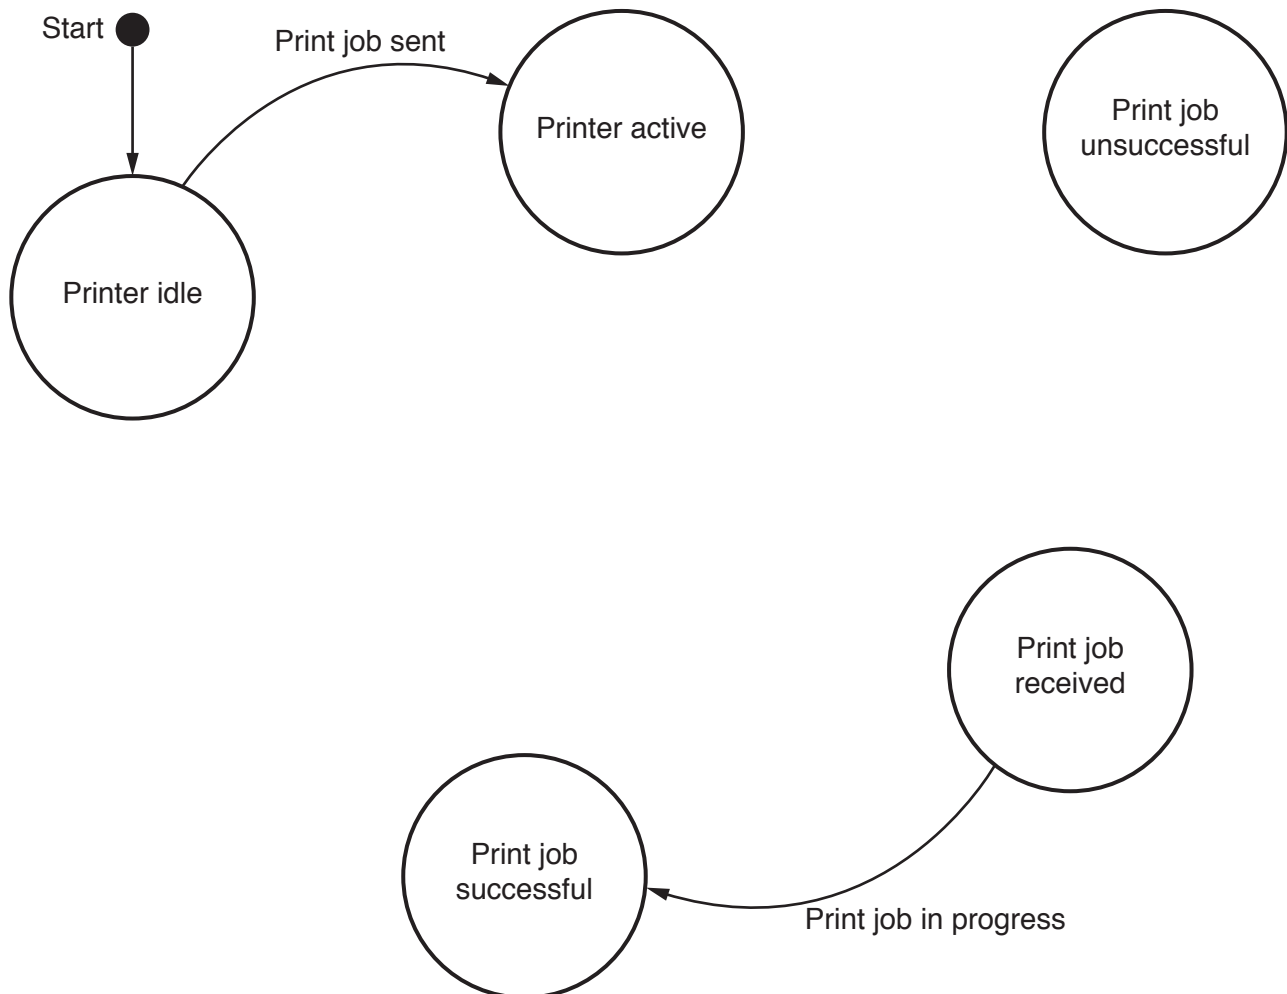 Start
Print job sent
Printer active
Print job
unsuccessful
Printer idle
Print job
received
Print job
successful
Print job in progress